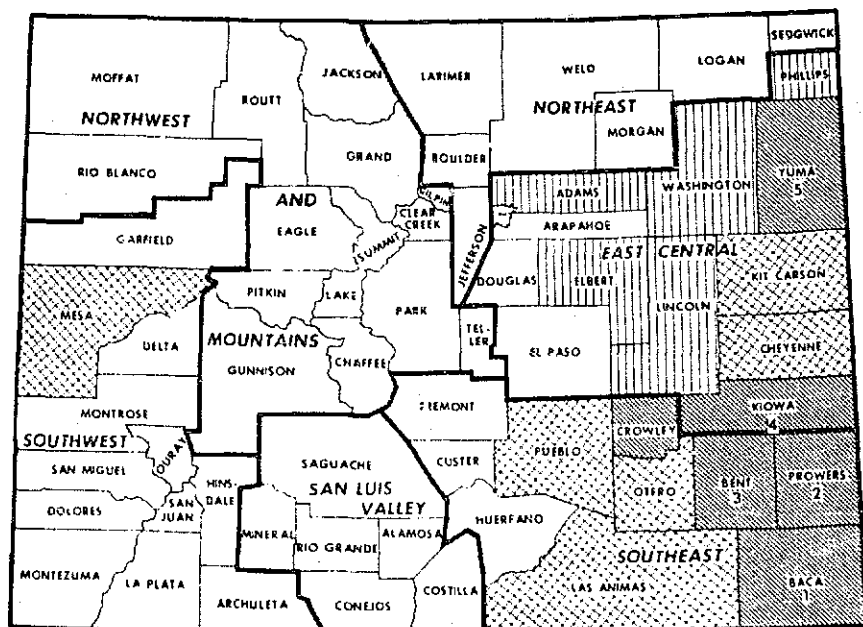 SEDGWICK
MOFFAT
JACKSON
LARIMER
WELD
LOGAN
PHILLIPS
ROUTT
NORTHWEST
NORTHEAST
MORGAN
GRAND
BOULDER
RIO BLANCO
YUMA
5
WASHINGTON
ADAMS
GILPIN
AND
CLEAR
CREEK
EAGLE
GARFIELD
SUMMIT
JEFFERSON
1
ARAPAHOE
EAST CENTRAL
DOUGLAS
ELBERT
KIT CARSON
PITKIN
LAKE
LINCOLN
MESA
PARK
TEL-
LER
DELTA
MOUNTAINS
EL PASO
CHEYENNE
GUNNISON
CHAFFEE
MONTROSE
FREMONT
KIOWA
4
CROWLEY
SOUTHWEST
OURAY
PUEBLO
SAGUACHE
CUSTER
SAN MIGUEL
HINS-
DALE
SAN LUIS
VALLEY
OTERO
BENT
3
PROWERS
2
DOLORES
SAN
JUAN
HUERFANO
MINERAL
RIO GRANDE
ALAMOSA
SOUTHEAST
MONTEZUMA
LA PLATA
LAS ANIMAS
BACA
1
ARCHULETA
CONEJOS
COSTILLA